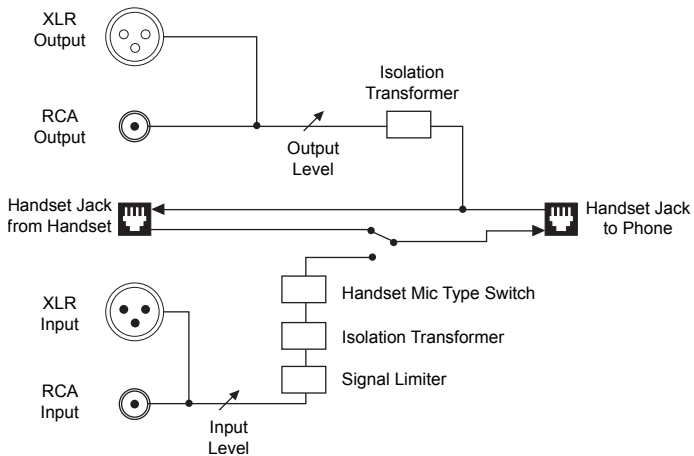 XLR
Output
Isolation
Transformer
RCA
Output
Output
Level
Handset Jack
from Handset
Handset Jack
to Phone
Handset Mic Type Switch
XLR
Input
Isolation Transformer
Signal Limiter
RCA
Input
Input
Level